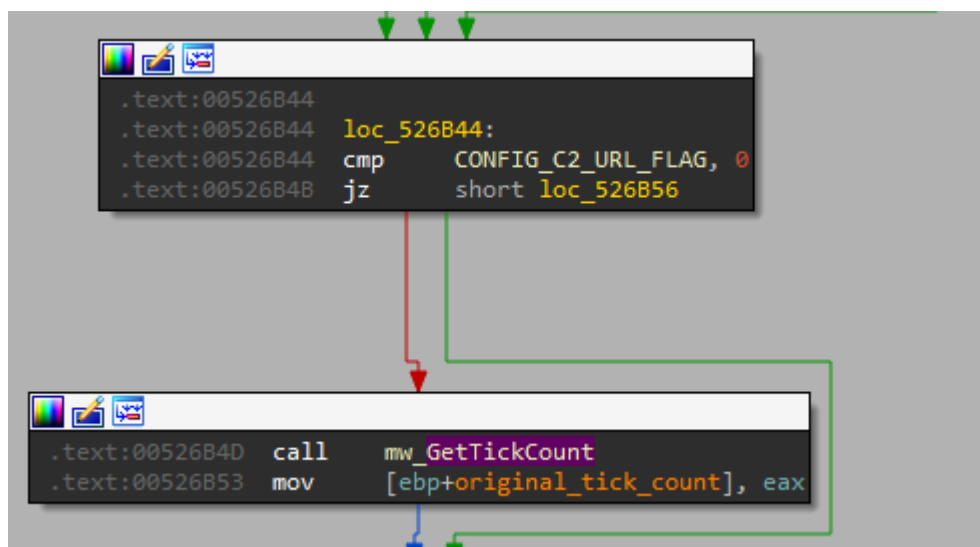 .text:00526B44
.text:00526B44 loc_526B44:
.text:00526B44 cmp CONFIG_C2_URL_FLAG, 0
.text:00526B4B jz short loc_526B56
.text:00526B4D call mw_GetTickCount
.text:00526B53 mov [ebp+original_tick_count], eax